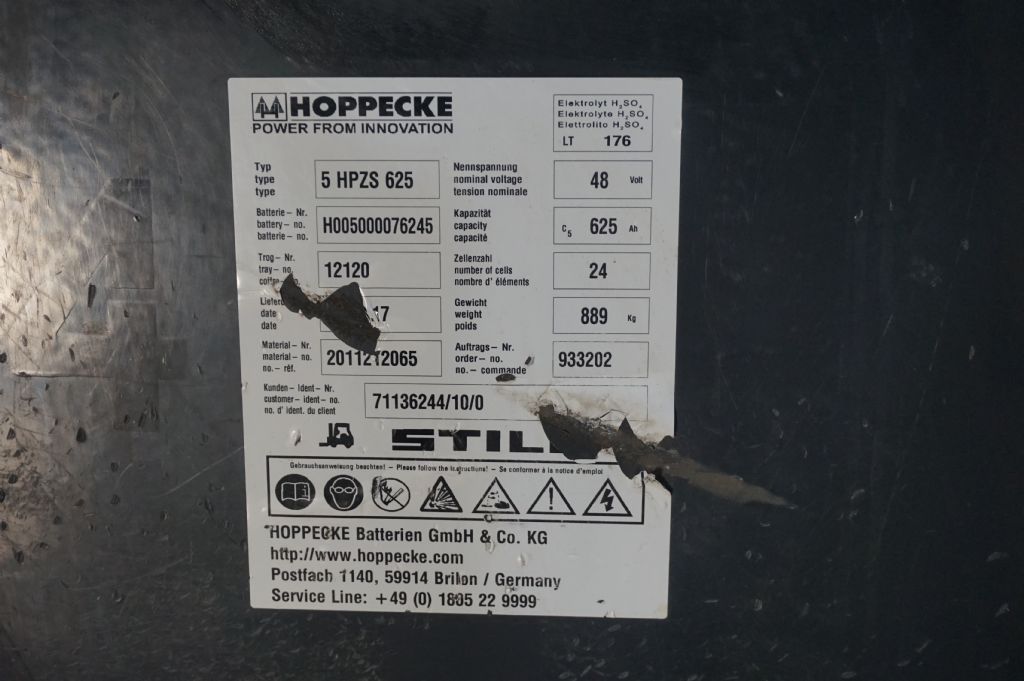 HOPPECKE
POWER FROM INNOVATION
Elektrolyt H₂SO₄
Elektrolyte H₂SO₄
Elettrolito H₂SO₄
LT 176
Typ
type
type
5 HPZS 625
Nennspannung
nominal voltage
tension nominale
48 Volt
Batterie – Nr.
battery – no.
batterie – no.
H005000076245
Kapazität
capacity
capacité
C₅ 625 Ah
Trog – Nr.
tray – no.
12120
Zellenzahl
number of cells
nombre d' éléments
24
date
date
17
Gewicht
weight
poids
889 Kg
Material – Nr.
material – no.
no. – réf.
2011212065
Auftrags – Nr.
order – no.
no. – commande
933202
Kunden – Ident – Nr.
customer – ident – no.
no. d' ident. du client
71136244/10/0
STILL
Gebrauchsanweisung beachten! – Please follow the instructions! – Se conformer à la notice d'emploi
HOPPECKE Batterien GmbH & Co. KG
http://www.hoppecke.com
Postfach 1140, 59914 Brilon / Germany
Service Line: +49 (0) 1805 22 9999